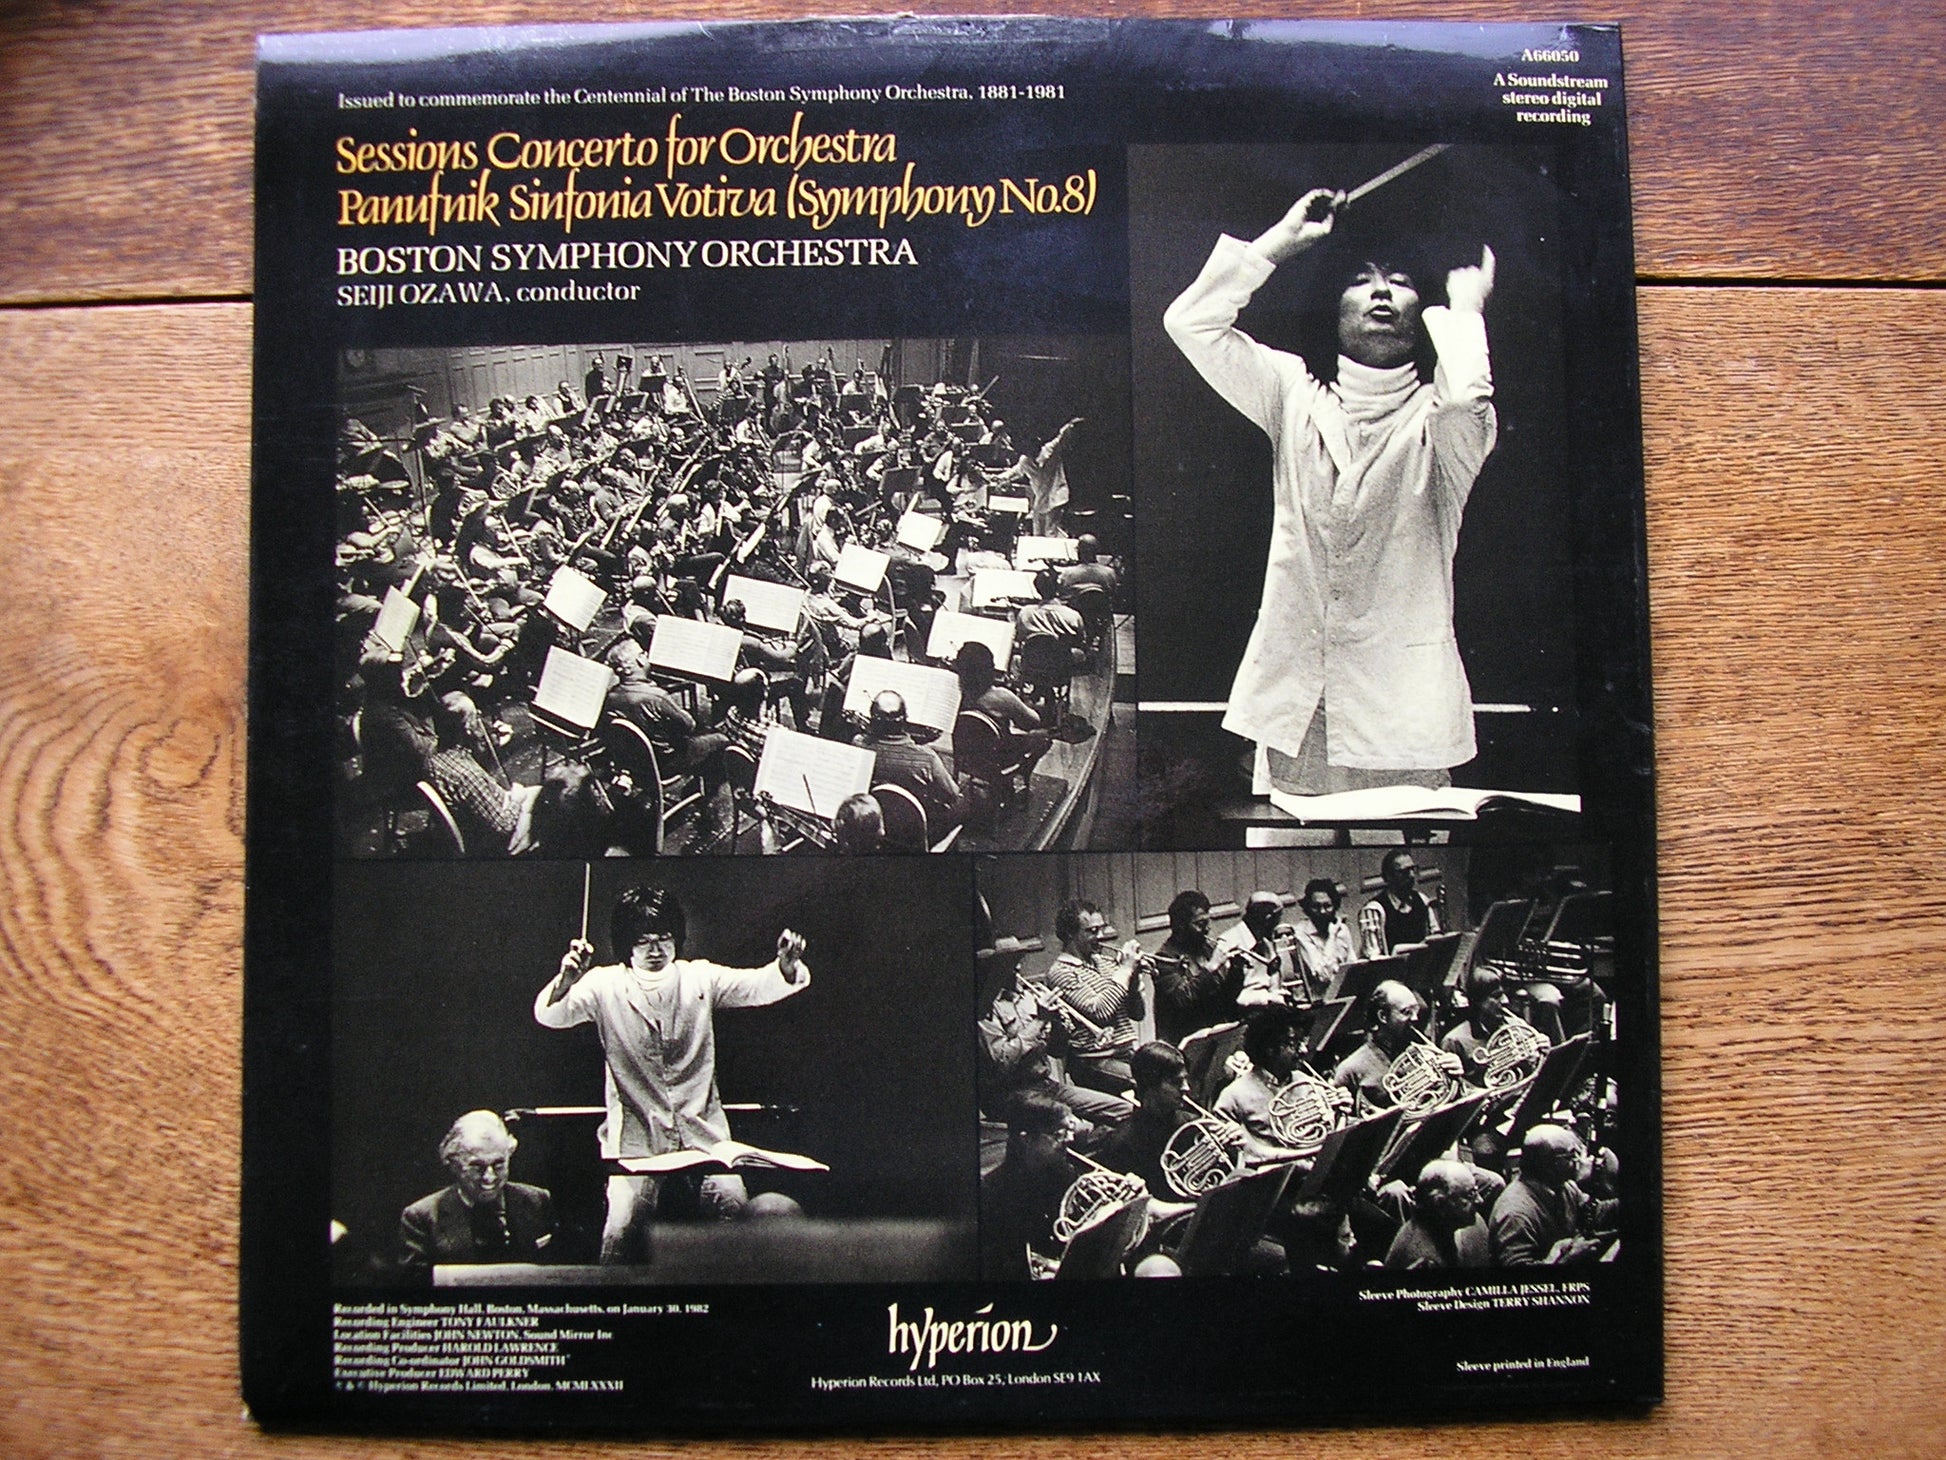 A66050
A Soundstream
stereo digital
recording
Issued to commemorate the Centennial of The Boston Symphony Orchestra, 1881-1981
Sessions Concerto for Orchestra
Panufnik Sinfonia Votiva (Symphony No.8)
BOSTON SYMPHONY ORCHESTRA
SEIJI OZAWA, conductor
Recorded in Symphony Hall, Boston, Massachusetts, on January 30, 1982
Recording Engineer TONY FAULKNER
Location Facilities JOHN NEWTON, Sound Mirror Inc
Recording Producer HAROLD LAWRENCE
Recording Co-ordinator JOHN GOLDSMITH
Executive Producer EDWARD PERRY
℗ & © Hyperion Records Limited, London, MCMLXXXII
hyperion
Hyperion Records Ltd, PO Box 25, London SE9 1AX
Sleeve Photography CAMILLA JESSEL, FRPS
Sleeve Design TERRY SHANNON
Sleeve printed in England